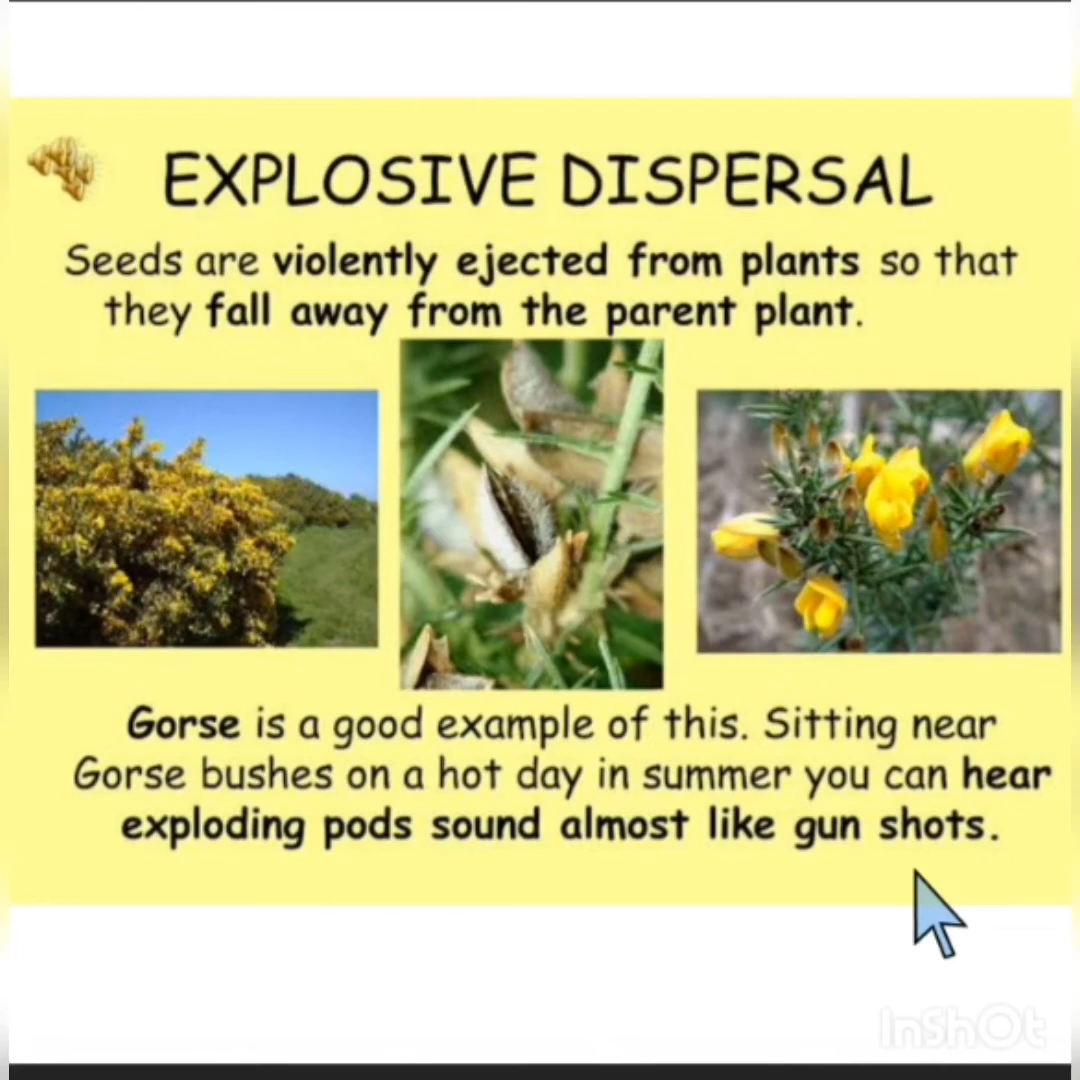 EXPLOSIVE DISPERSAL
Seeds are violently ejected from plants so that
they fall away from the parent plant.
Gorse is a good example of this. Sitting near
Gorse bushes on a hot day in summer you can hear
exploding pods sound almost like gun shots.
InShOt